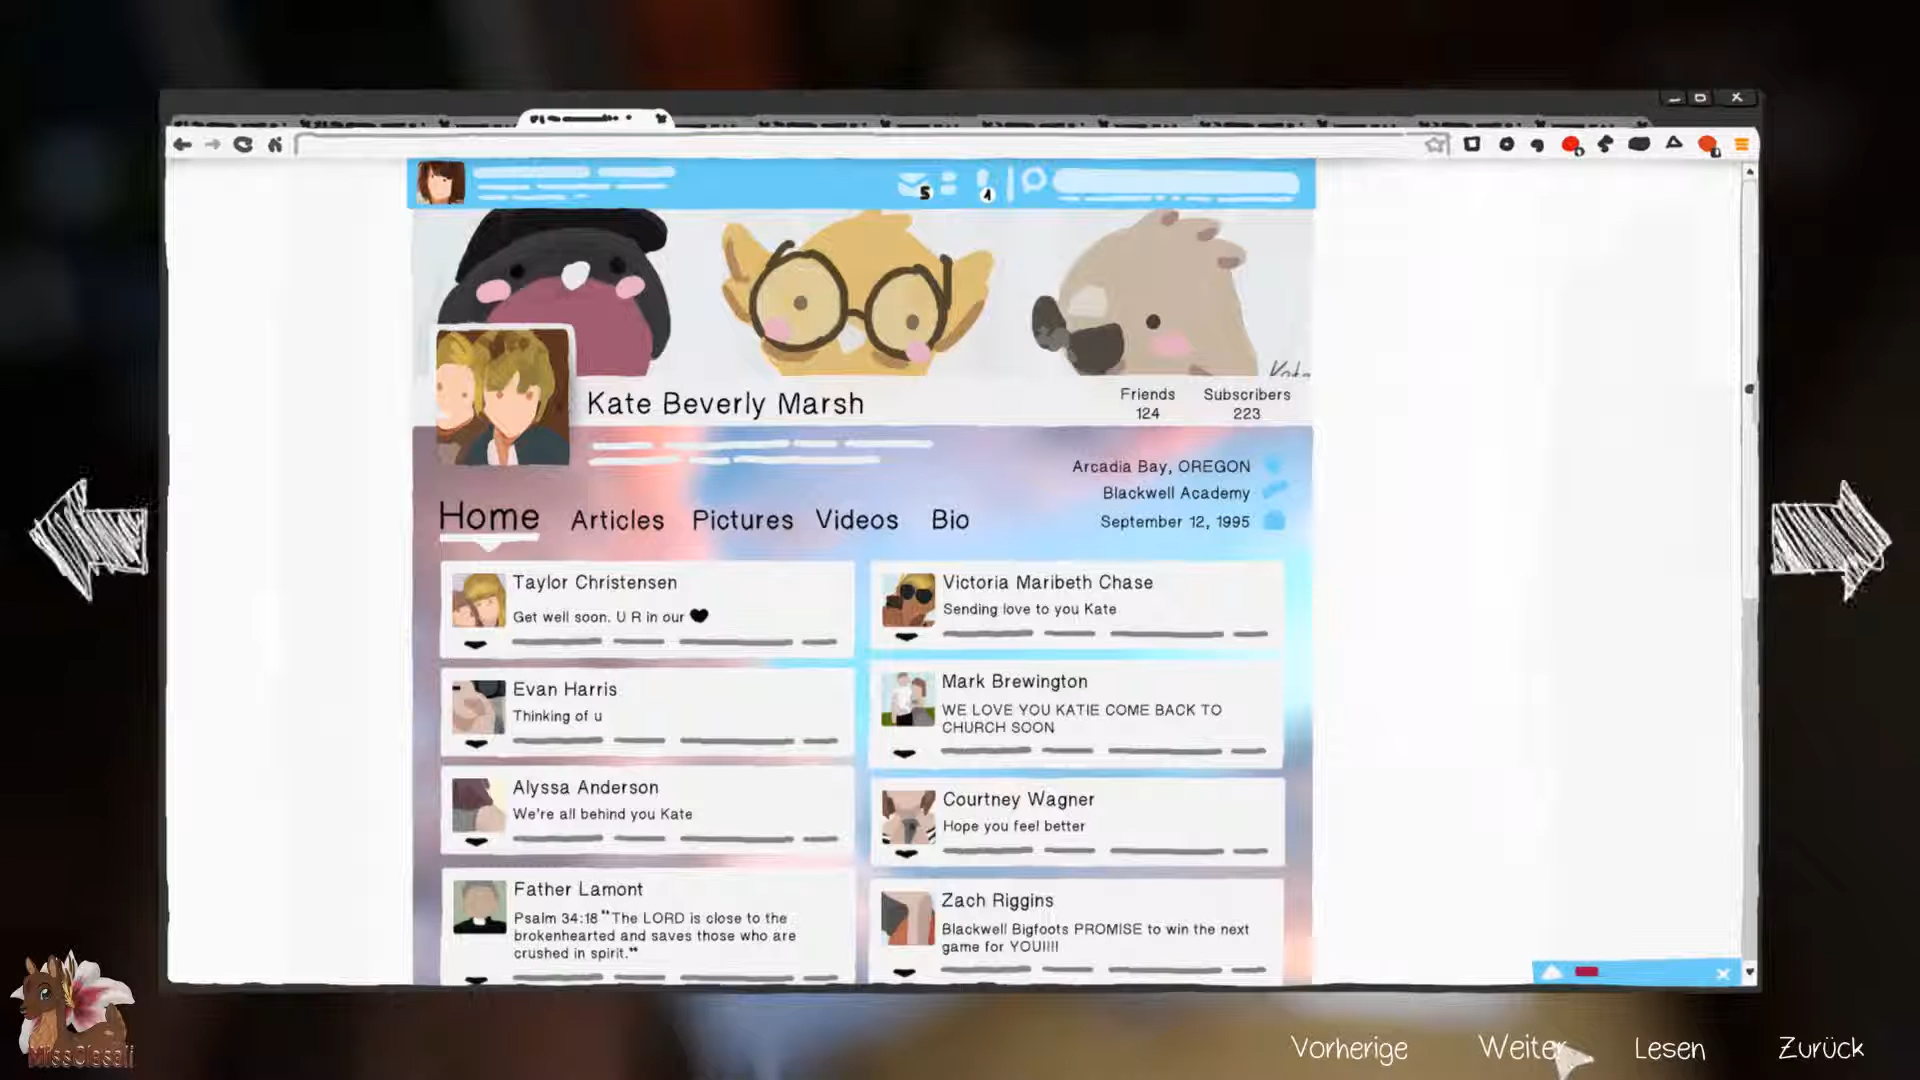 5
1
Kate
Kate Beverly Marsh
Friends
124
Subscribers
223
Arcadia Bay, OREGON
Blackwell Academy
September 12, 1995
Home Articles Pictures Videos Bio
Taylor Christensen
Get well soon. U R in our
Victoria Maribeth Chase
Sending love to you Kate
Evan Harris
Thinking of u
Mark Brewington
WE LOVE YOU KATIE COME BACK TO
CHURCH SOON
Alyssa Anderson
We're all behind you Kate
Courtney Wagner
Hope you feel better
Father Lamont
Psalm 34:18 "The LORD is close to the
brokenhearted and saves those who are
crushed in spirit."
Zach Riggins
Blackwell Bigfoots PROMISE to win the next
game for YOU!!!!
MissClesali
Vorherige Weiter Lesen Zurück